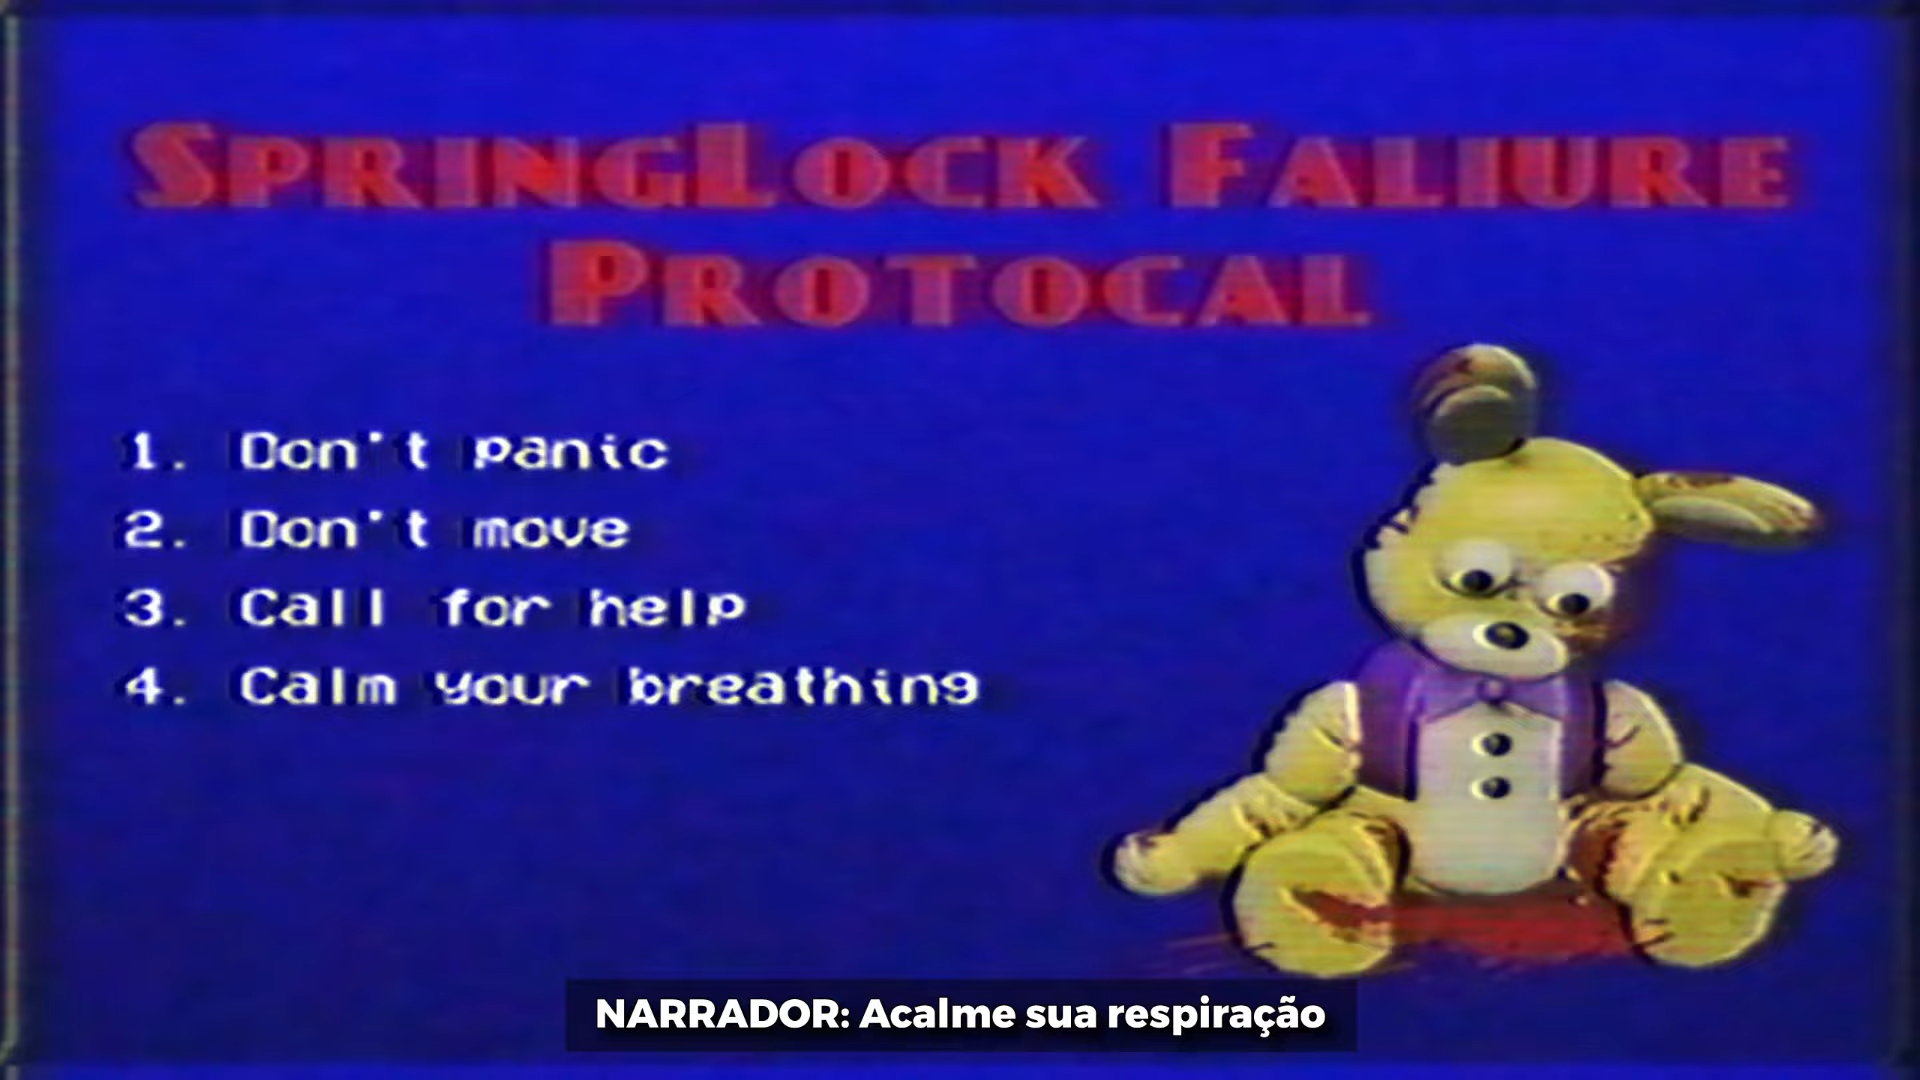 SPRINGLOCK FALIURE
PROTOCAL
1. Don't panic
2. Don't move
3. Call for help
4. Calm your breathing
NARRADOR: Acalme sua respiração